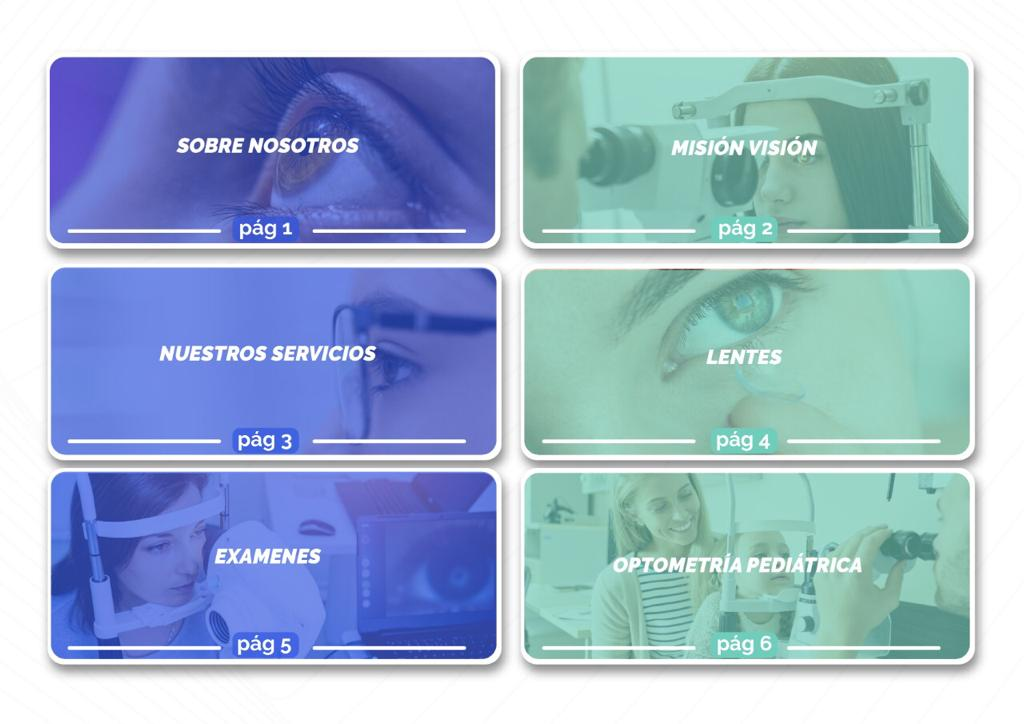 SOBRE NOSOTROS
pág 1
MISIÓN VISIÓN
pág 2
NUESTROS SERVICIOS
pág 3
LENTES
pág 4
EXAMENES
pág 5
OPTOMETRÍA PEDIÁTRICA
pág 6